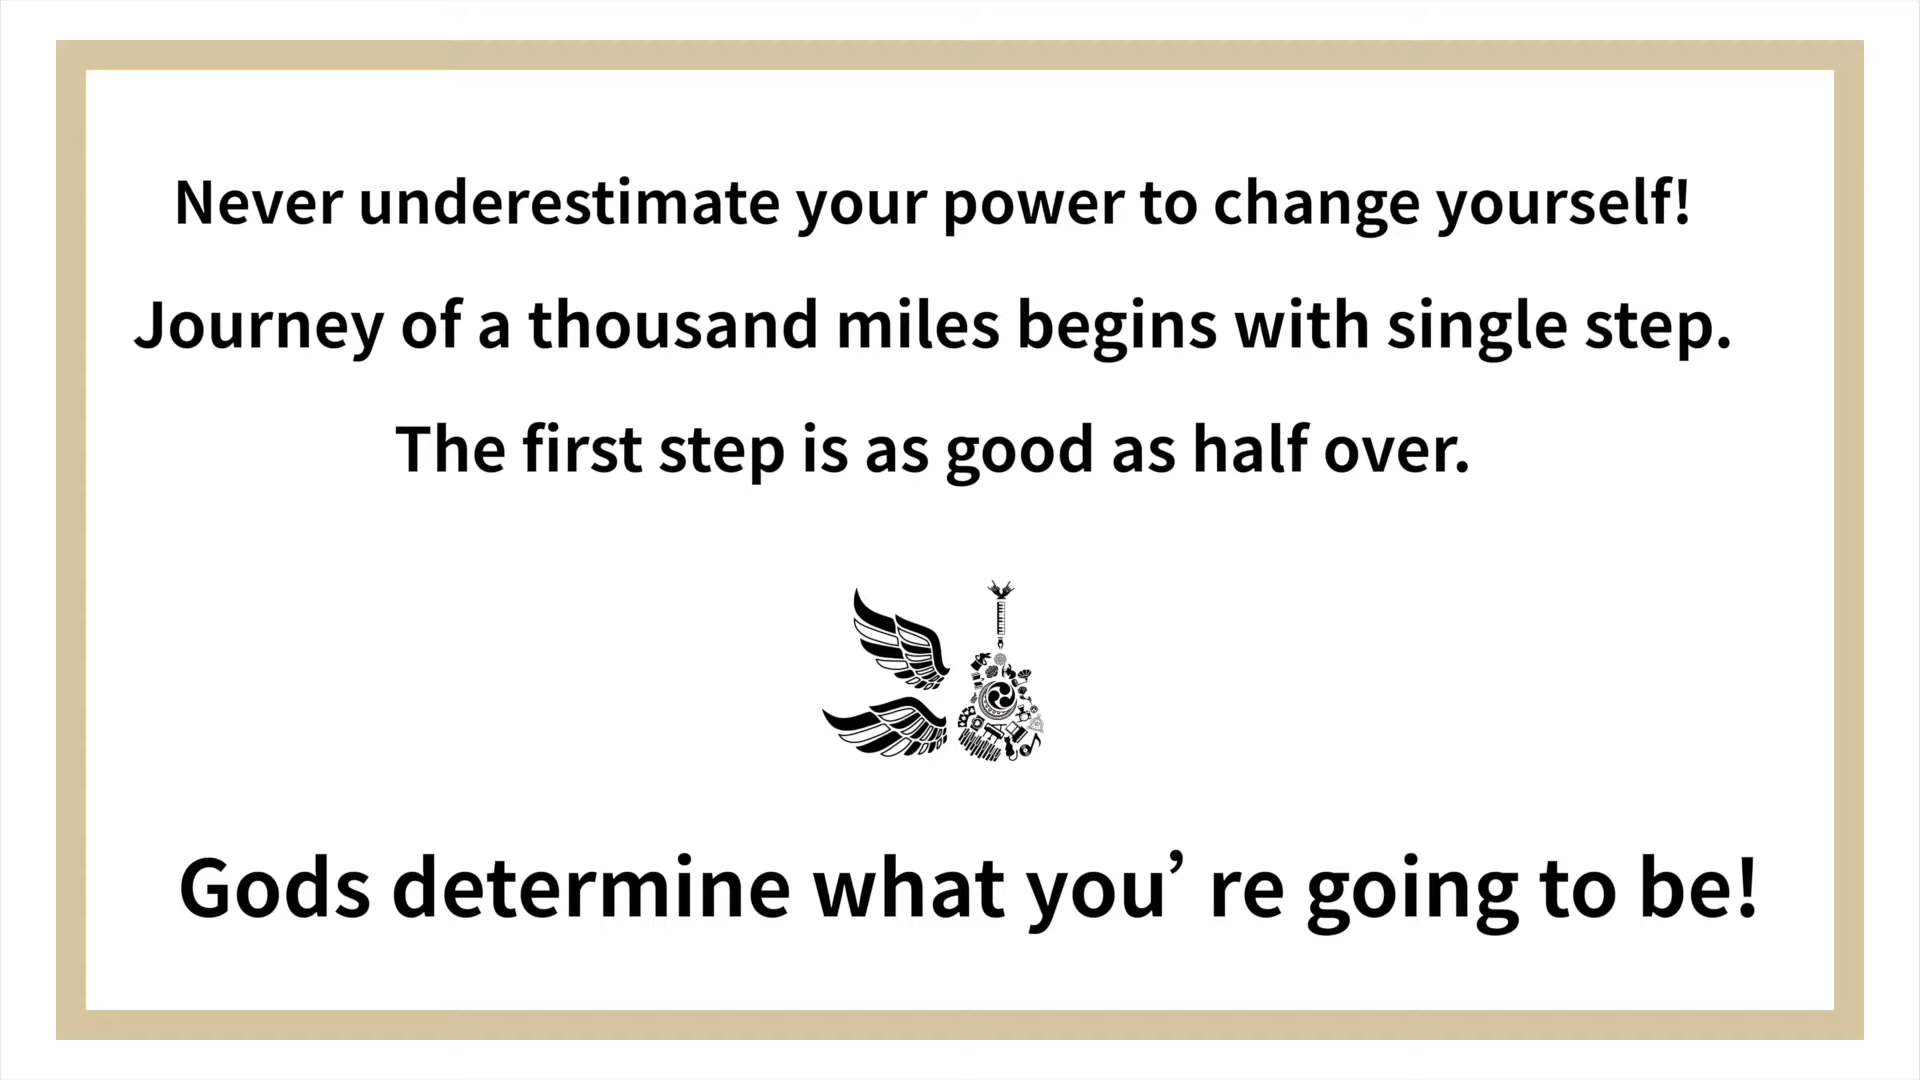 Never underestimate your power to change yourself!
Journey of a thousand miles begins with single step.
The first step is as good as half over.
Gods determine what you’ re going to be!